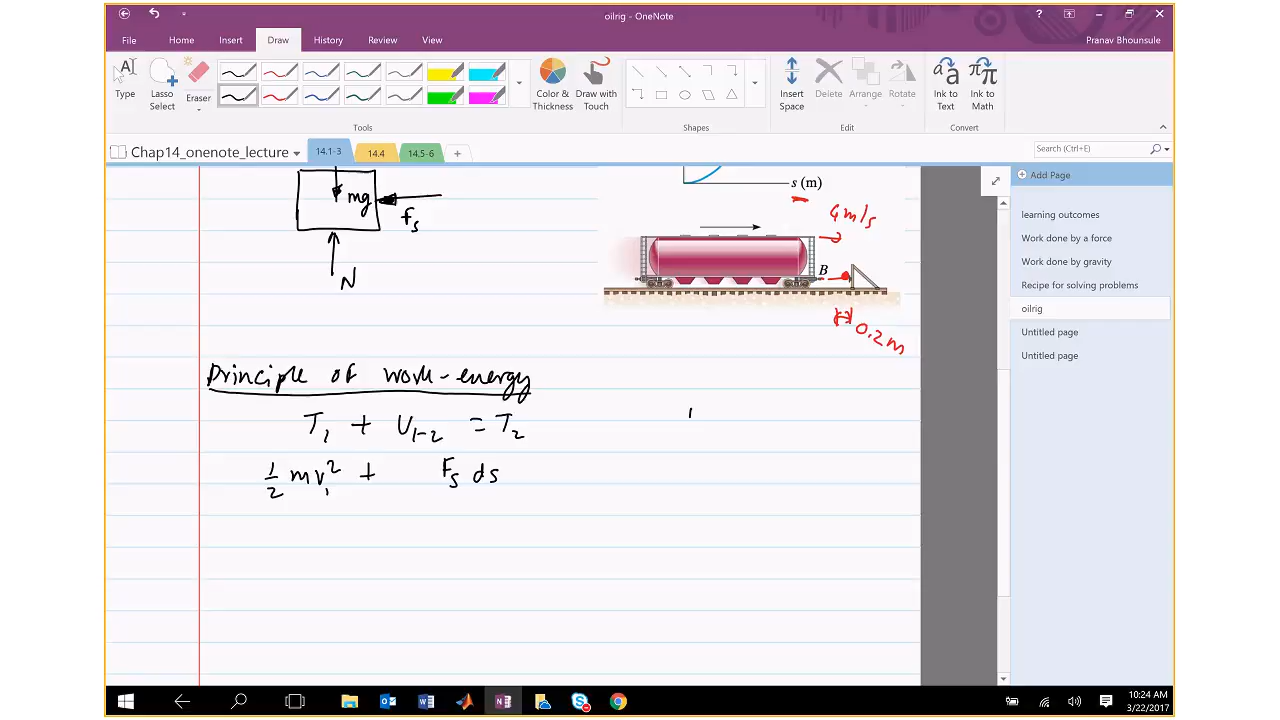 oilrig - OneNote
?
File Home Insert Draw History Review View
Pranav Bhounsule
Type
Lasso Select
Eraser
Color & Thickness
Draw with Touch
Insert Space
Delete
Arrange
Rotate
Ink to Text
Ink to Math
Tools
Shapes
Edit
Convert
Chap14_onenote_lecture
14.1-3
14.4
14.5-6
Search (Ctrl+E)
Add Page
learning outcomes
Work done by a force
Work done by gravity
Recipe for solving problems
oilrig
Untitled page
Untitled page
mg
fs
N
s (m)
4 m/s
B
0.2 m
Principle of work-energy
T1 + U1-2 = T2
1/2 mv1² + Fs ds
10:24 AM
3/22/2017